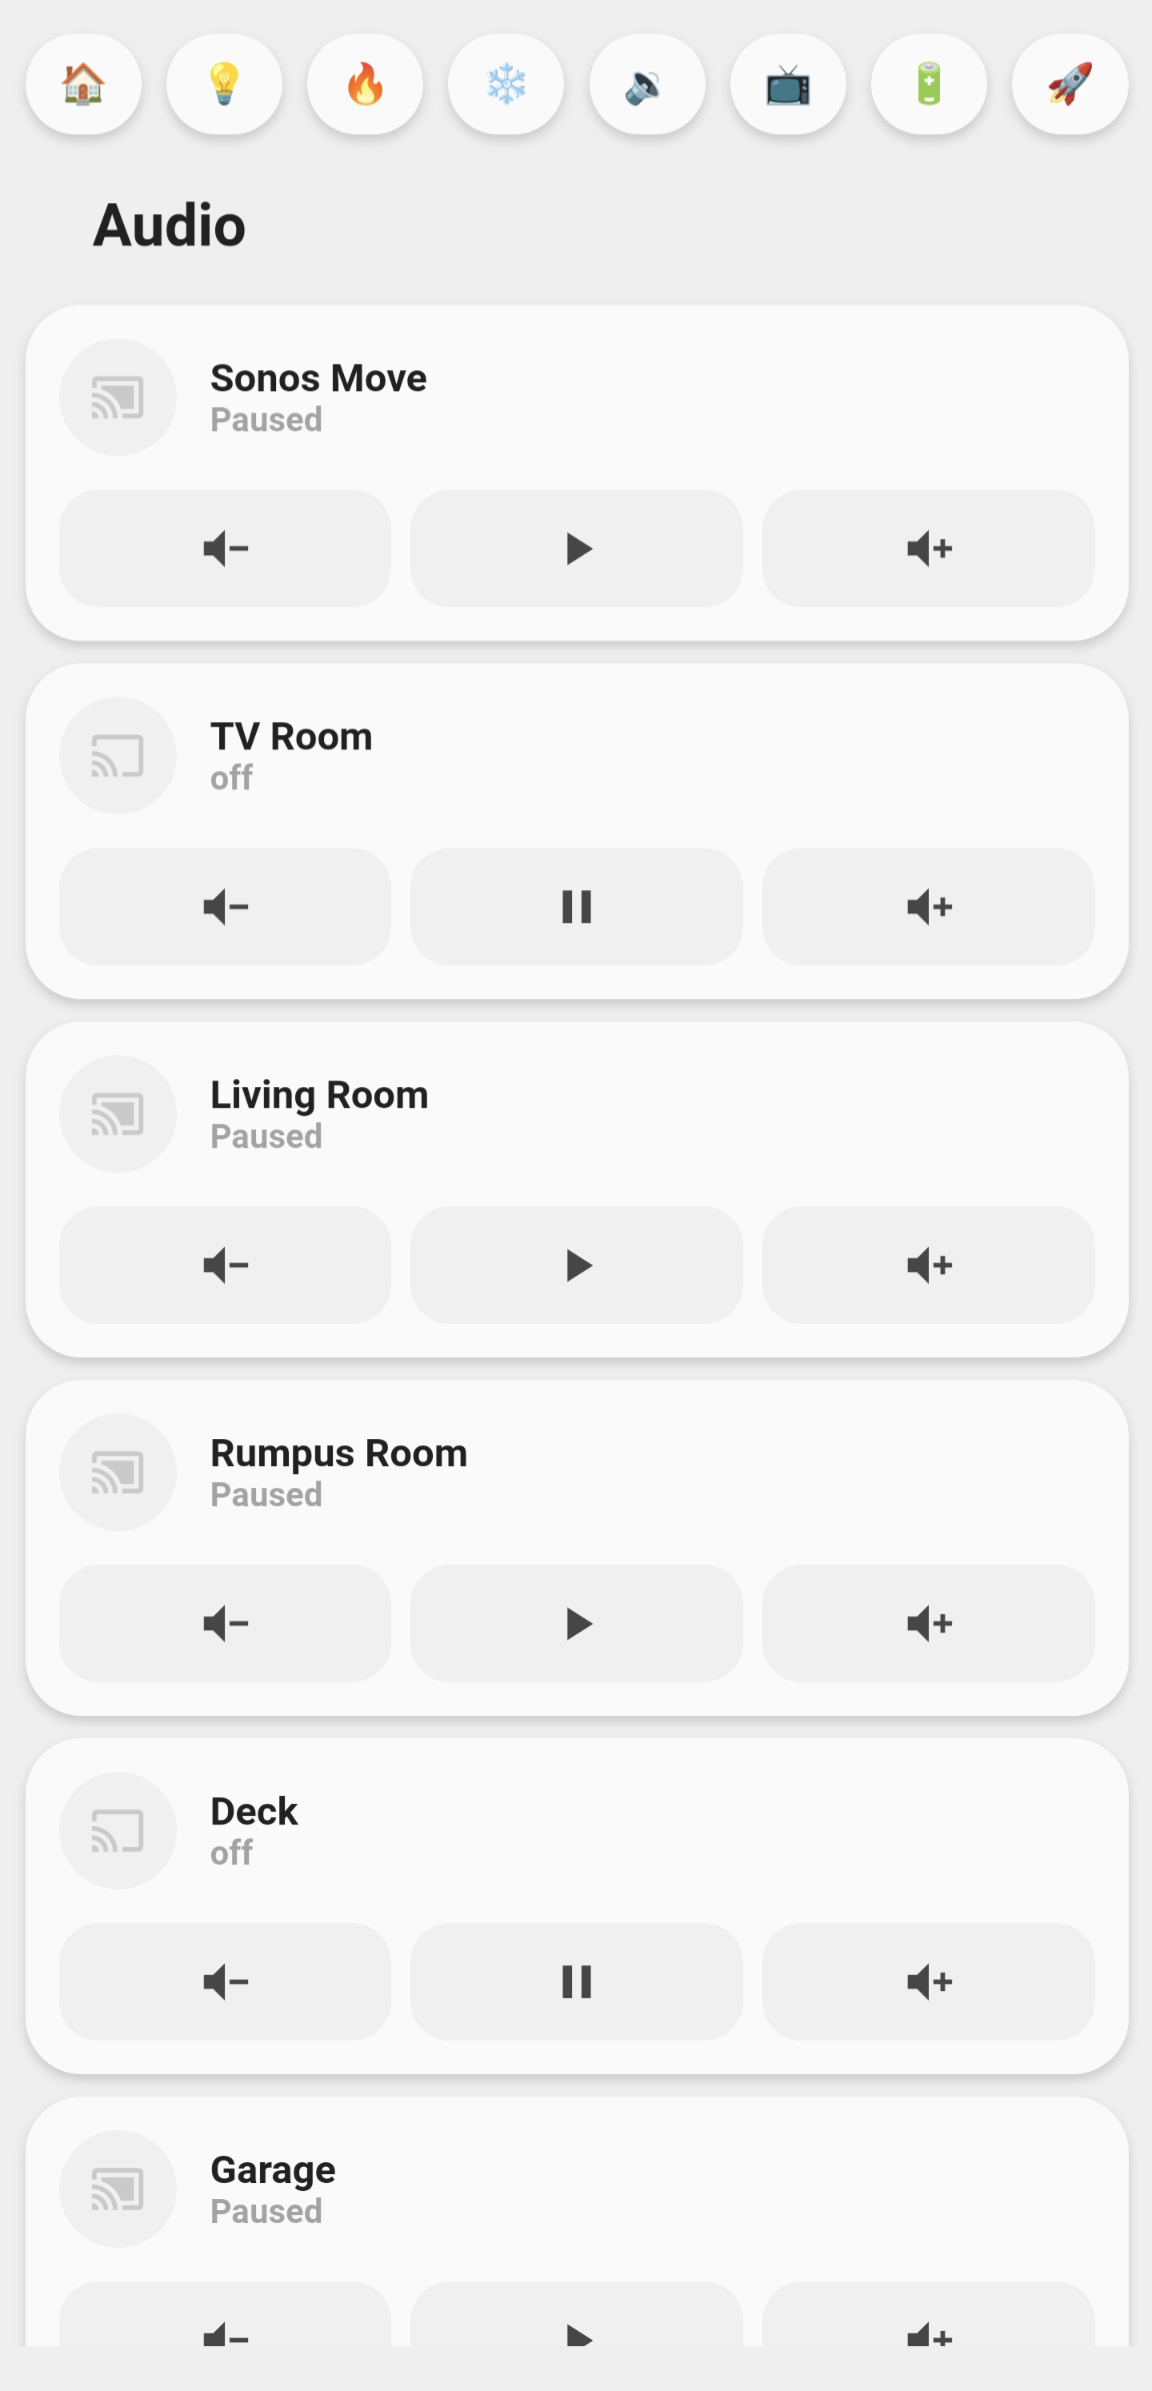 Audio
Sonos Move
Paused
TV Room
off
Living Room
Paused
Rumpus Room
Paused
Deck
off
Garage
Paused